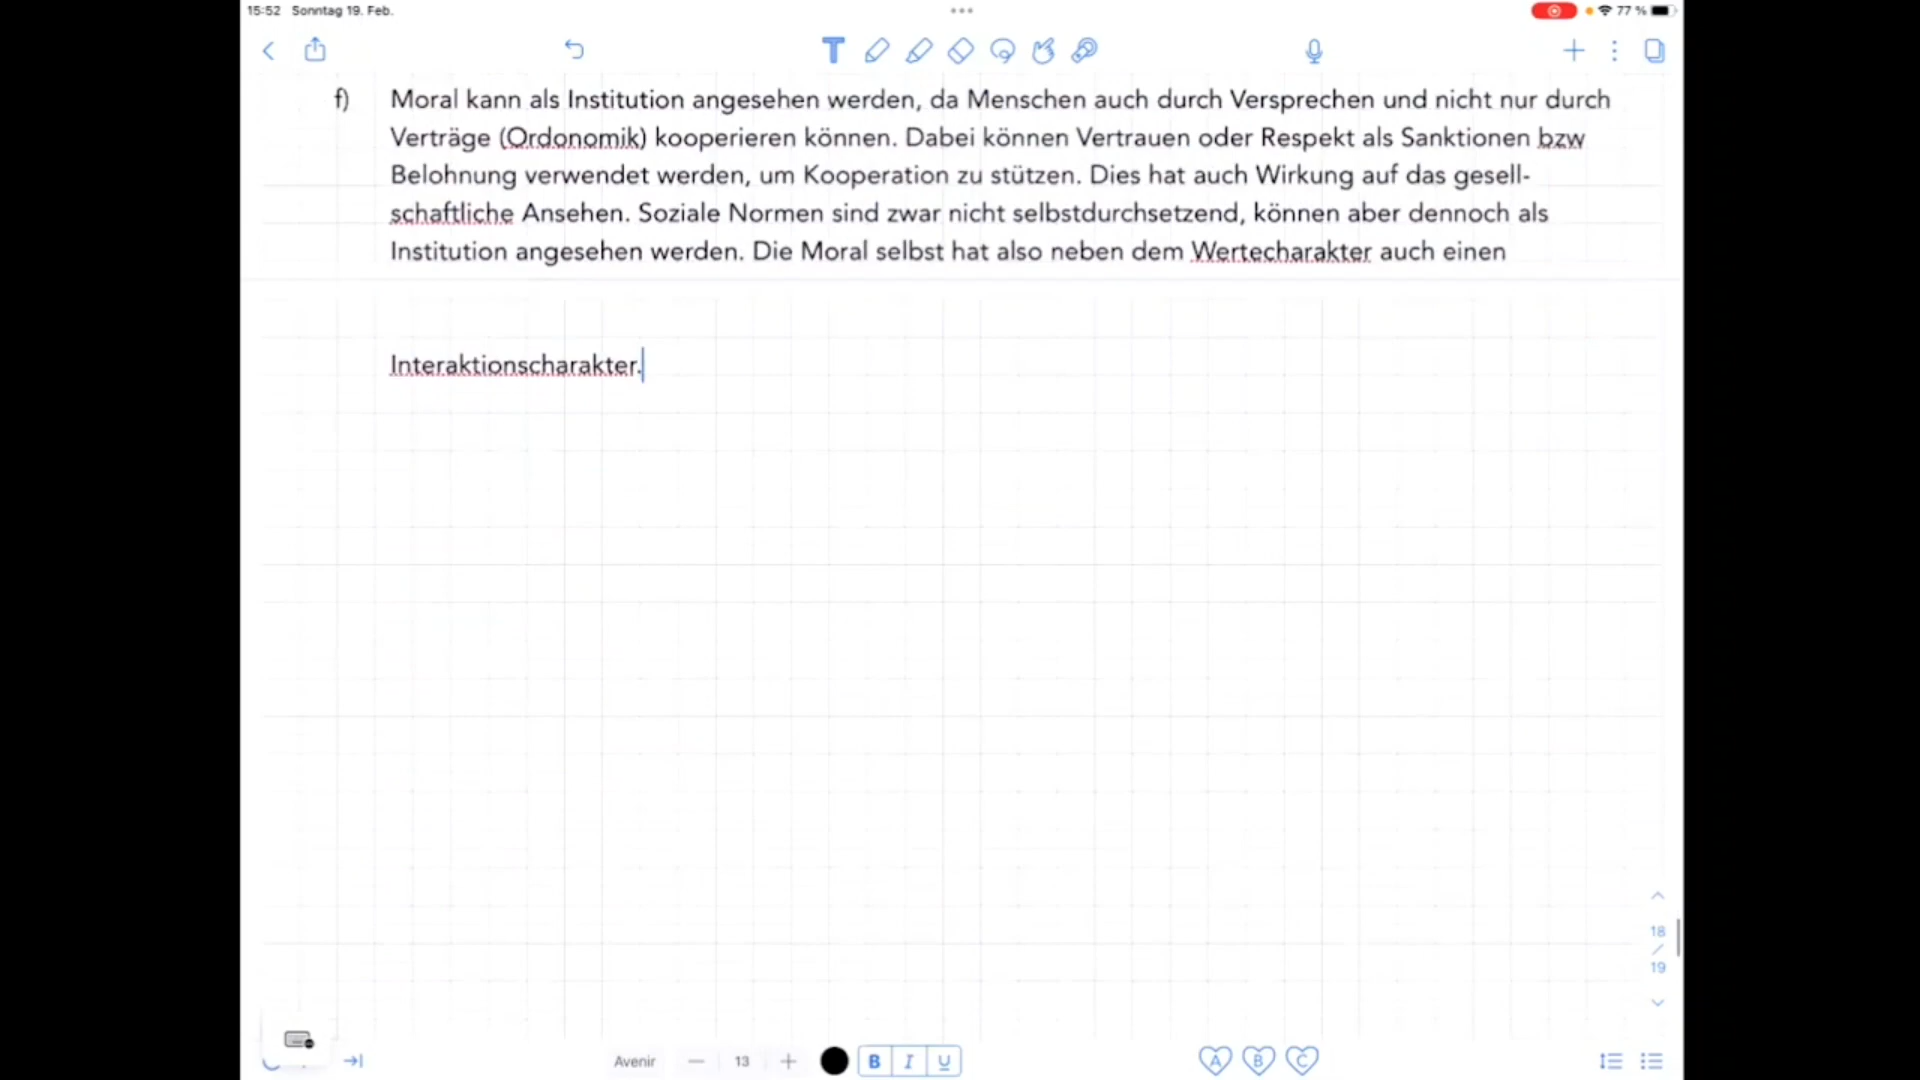 15:52 Sonntag 19. Feb.
77 %
T
f) Moral kann als Institution angesehen werden, da Menschen auch durch Versprechen und nicht nur durch
Verträge (Ordonomik) kooperieren können. Dabei können Vertrauen oder Respekt als Sanktionen bzw
Belohnung verwendet werden, um Kooperation zu stützen. Dies hat auch Wirkung auf das gesell-
schaftliche Ansehen. Soziale Normen sind zwar nicht selbstdurchsetzend, können aber dennoch als
Institution angesehen werden. Die Moral selbst hat also neben dem Wertecharakter auch einen
Interaktionscharakter.
18
/
19
Avenir — 13 + B I U A B C